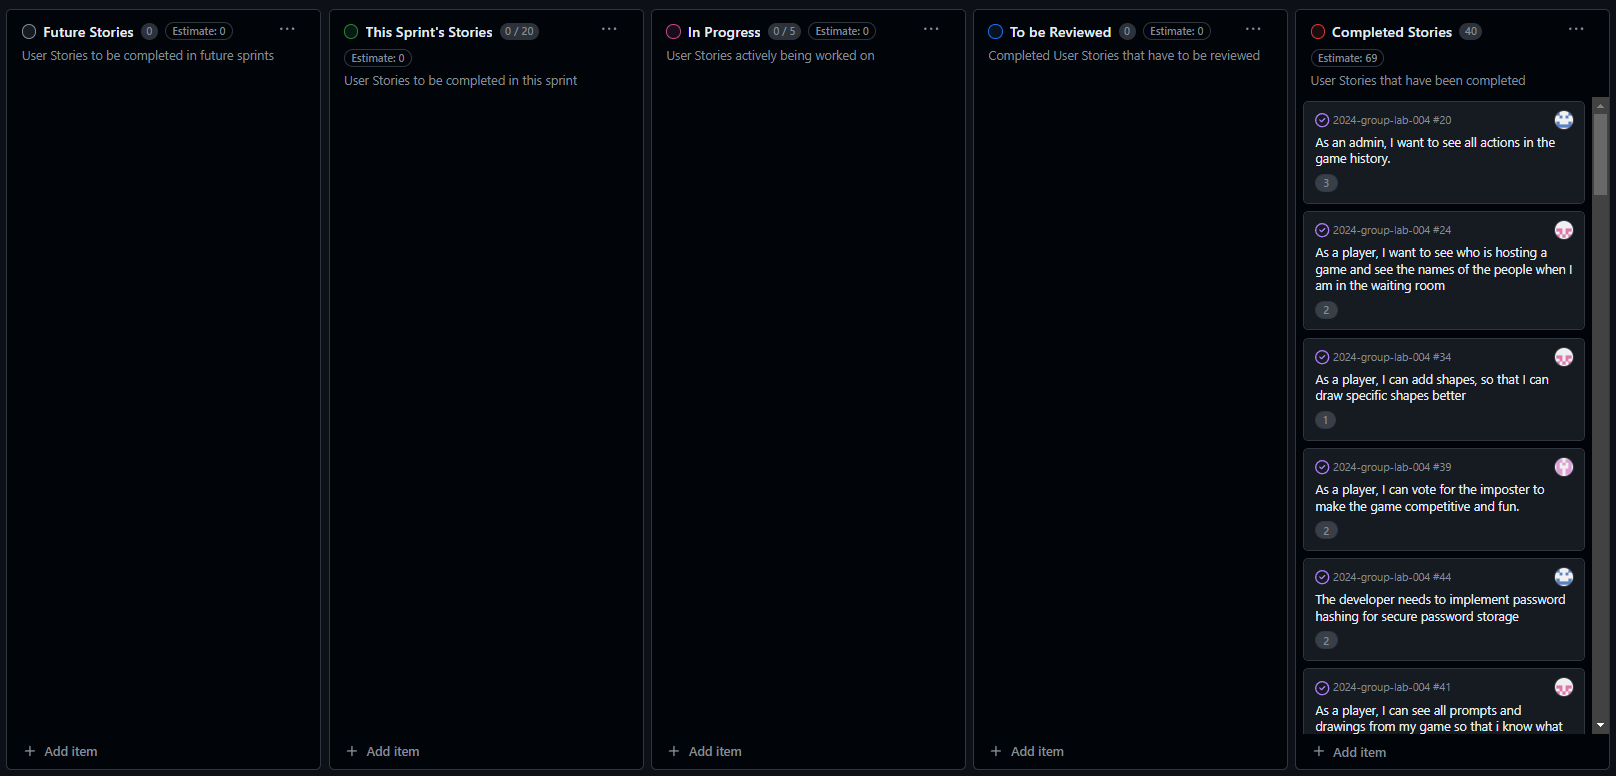 Future Stories 0 Estimate: 0 ...
User Stories to be completed in future sprints
+ Add item
This Sprint's Stories 0 / 20 ...
Estimate: 0
User Stories to be completed in this sprint
+ Add item
In Progress 0 / 5 Estimate: 0 ...
User Stories actively being worked on
+ Add item
To be Reviewed 0 Estimate: 0 ...
Completed User Stories that have to be reviewed
+ Add item
Completed Stories 40 ...
Estimate: 69
User Stories that have been completed
2024-group-lab-004 #20
As an admin, I want to see all actions in the
game history.
3
2024-group-lab-004 #24
As a player, I want to see who is hosting a
game and see the names of the people when I
am in the waiting room
2
2024-group-lab-004 #34
As a player, I can add shapes, so that I can
draw specific shapes better
1
2024-group-lab-004 #39
As a player, I can vote for the imposter to
make the game competitive and fun.
2
2024-group-lab-004 #44
The developer needs to implement password
hashing for secure password storage
2
2024-group-lab-004 #41
As a player, I can see all prompts and
drawings from my game so that i know what
+ Add item